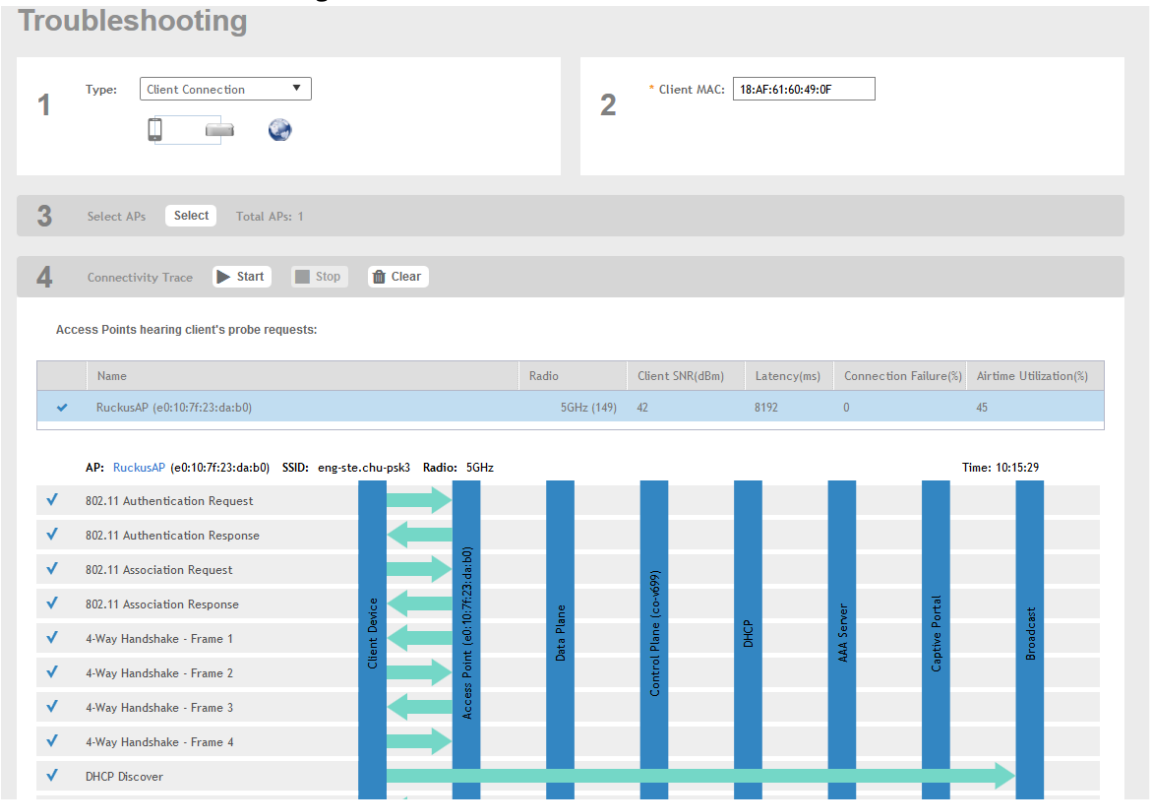 Troubleshooting
1 Type: Client Connection
2 * Client MAC: 18:AF:61:60:49:0F
3 Select APs Select Total APs: 1
4 Connectivity Trace Start Stop Clear
Access Points hearing client's probe requests:
Name Radio Client SNR(dBm) Latency(ms) Connection Failure(%) Airtime Utilization(%)
RuckusAP (e0:10:7f:23:da:b0) 5GHz (149) 42 8192 0 45
AP: RuckusAP (e0:10:7f:23:da:b0) SSID: eng-ste.chu-psk3 Radio: 5GHz Time: 10:15:29
802.11 Authentication Request
802.11 Authentication Response
802.11 Association Request
802.11 Association Response
4-Way Handshake - Frame 1
4-Way Handshake - Frame 2
4-Way Handshake - Frame 3
4-Way Handshake - Frame 4
DHCP Discover
Client Device
Access Point (e0:10:7f:23:da:b0)
Data Plane
Control Plane (co-v699)
DHCP
AAA Server
Captive Portal
Broadcast